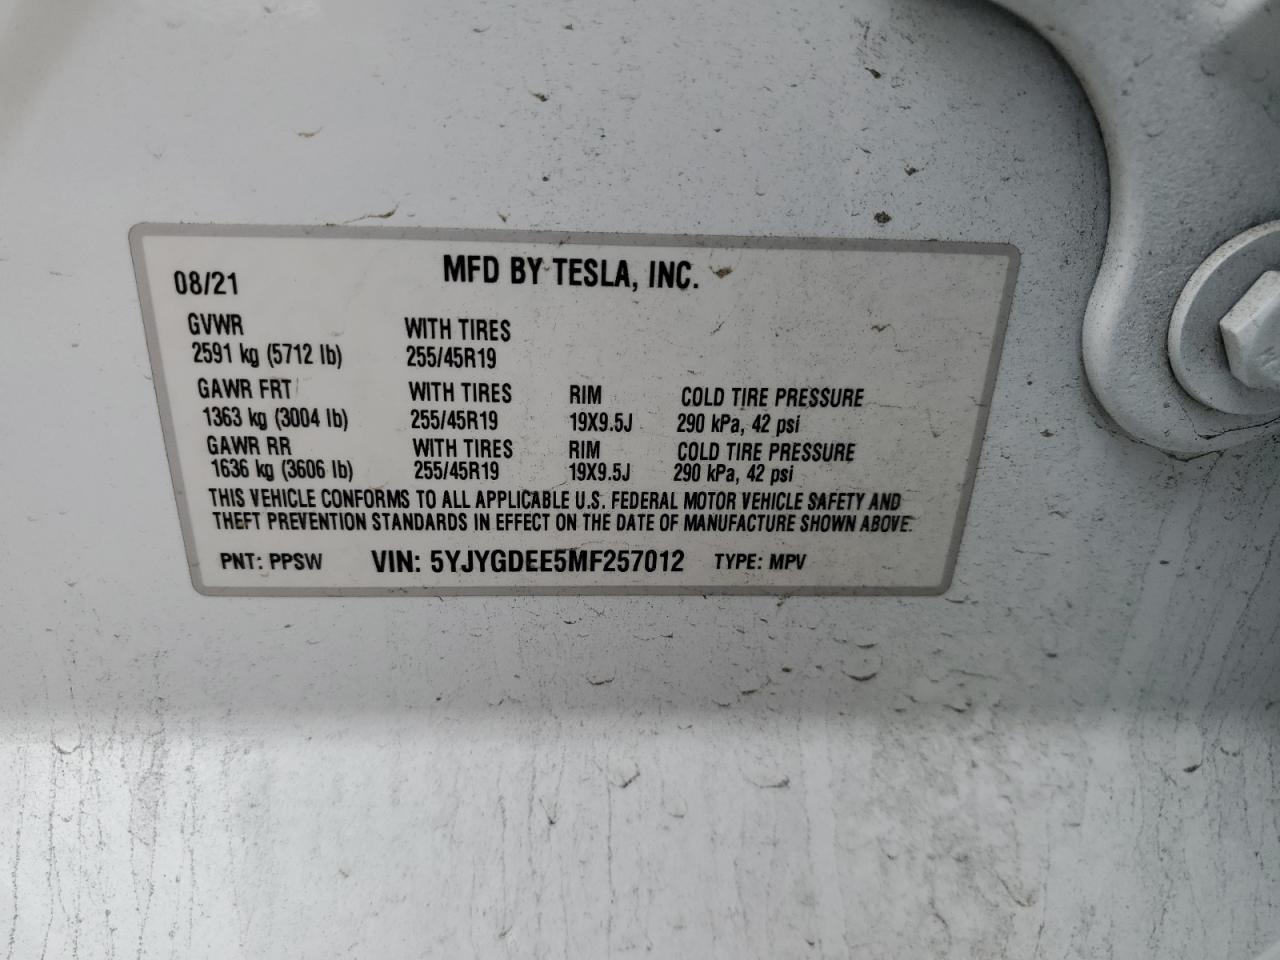 08/21 MFD BY TESLA, INC.
GVWR WITH TIRES
2591 kg (5712 lb) 255/45R19
GAWR FRT WITH TIRES RIM COLD TIRE PRESSURE
1363 kg (3004 lb) 255/45R19 19X9.5J 290 kPa, 42 psi
GAWR RR WITH TIRES RIM COLD TIRE PRESSURE
1636 kg (3606 lb) 255/45R19 19X9.5J 290 kPa, 42 psi
THIS VEHICLE CONFORMS TO ALL APPLICABLE U.S. FEDERAL MOTOR VEHICLE SAFETY AND
THEFT PREVENTION STANDARDS IN EFFECT ON THE DATE OF MANUFACTURE SHOWN ABOVE.
PNT: PPSW VIN: 5YJYGDEE5MF257012 TYPE: MPV